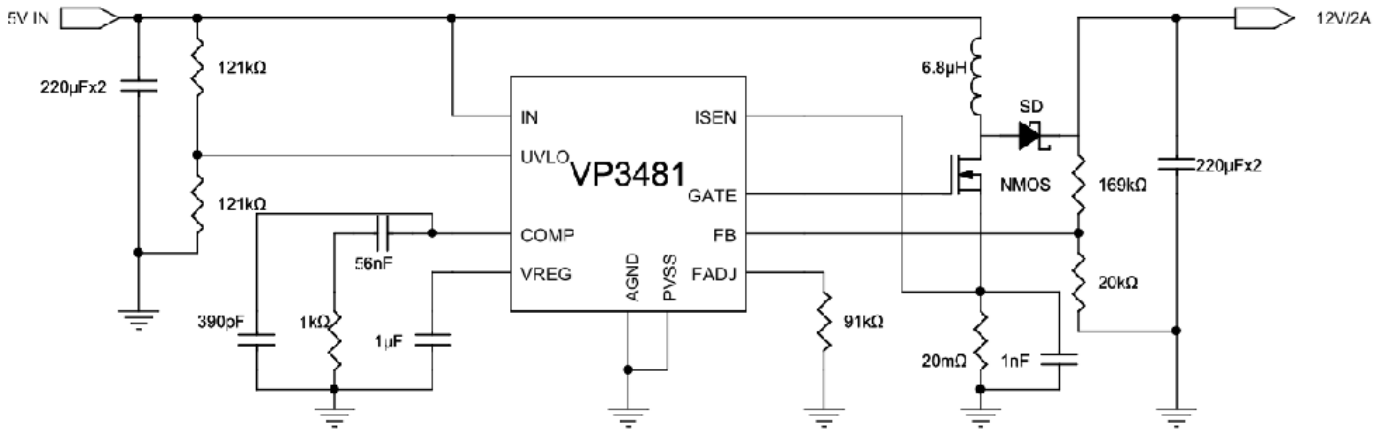 5V IN
12V/2A
121kΩ
220µFx2
6.8µH
SD
IN
ISEN
UVLO
VP3481
NMOS
169kΩ
220µFx2
121kΩ
GATE
COMP
FB
56nF
VREG
AGND
PVSS
FADJ
20kΩ
390pF
1kΩ
1µF
91kΩ
20mΩ
1nF